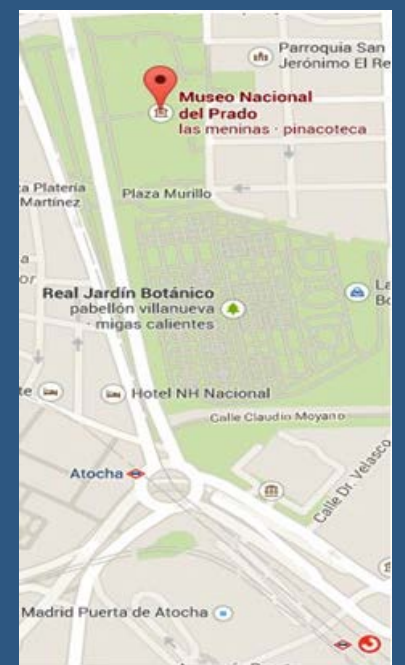 Parroquia San
Jerónimo El Re
Museo Nacional
del Prado
las meninas · pinacoteca
Platería
Martínez
Plaza Murillo
Real Jardín Botánico
pabellón villanueva
· migas calientes
Hotel NH Nacional
Calle Claudio Moyano
Atocha
Calle Dr. Velasco
Madrid Puerta de Atocha